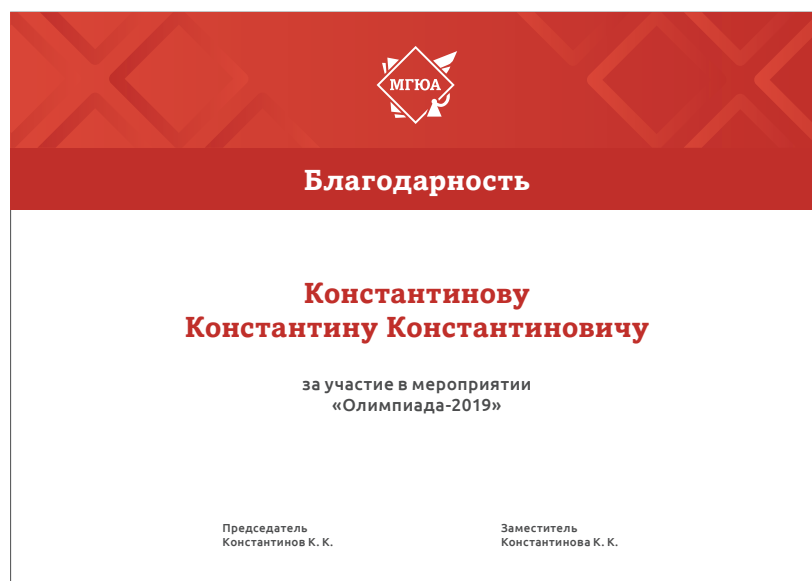 МГЮА
Благодарность
Константинову
Константину Константиновичу
за участие в мероприятии
«Олимпиада-2019»
Председатель
Константинов К. К.
Заместитель
Константинова К. К.